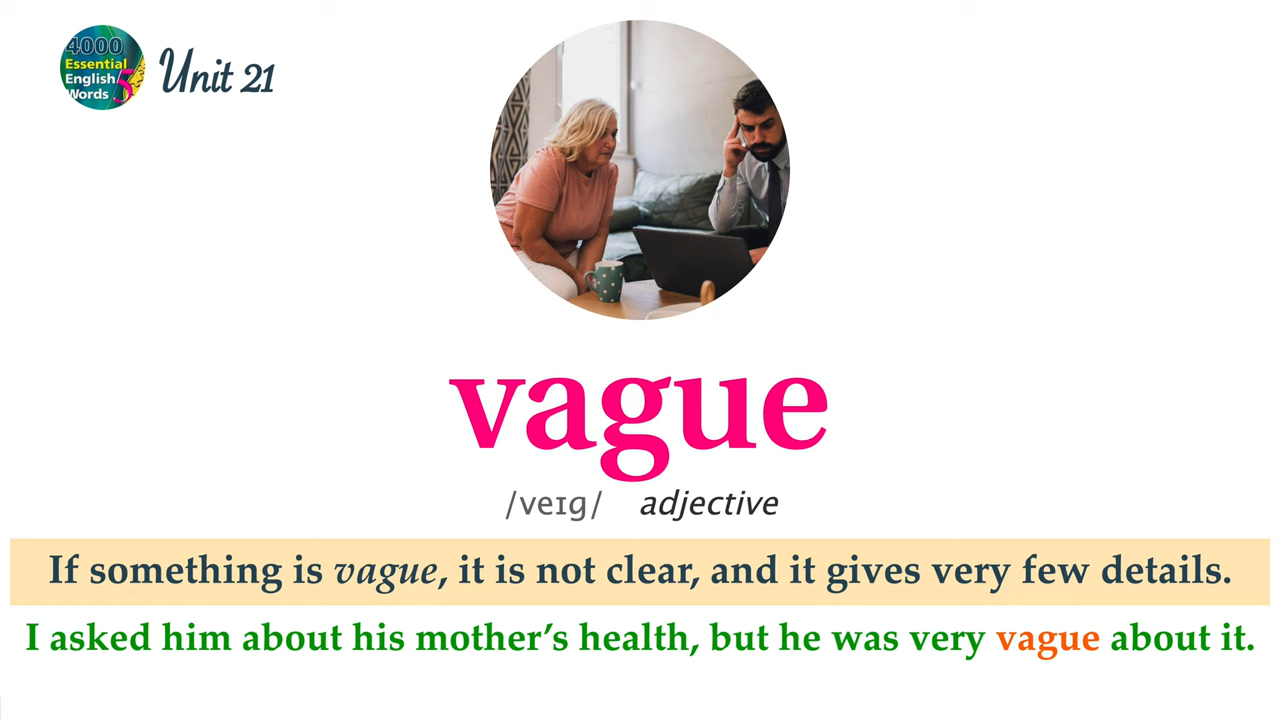 4000
Essential
English
Words 5
Unit 21
vague
/veɪɡ/ adjective
If something is vague, it is not clear, and it gives very few details.
I asked him about his mother’s health, but he was very vague about it.